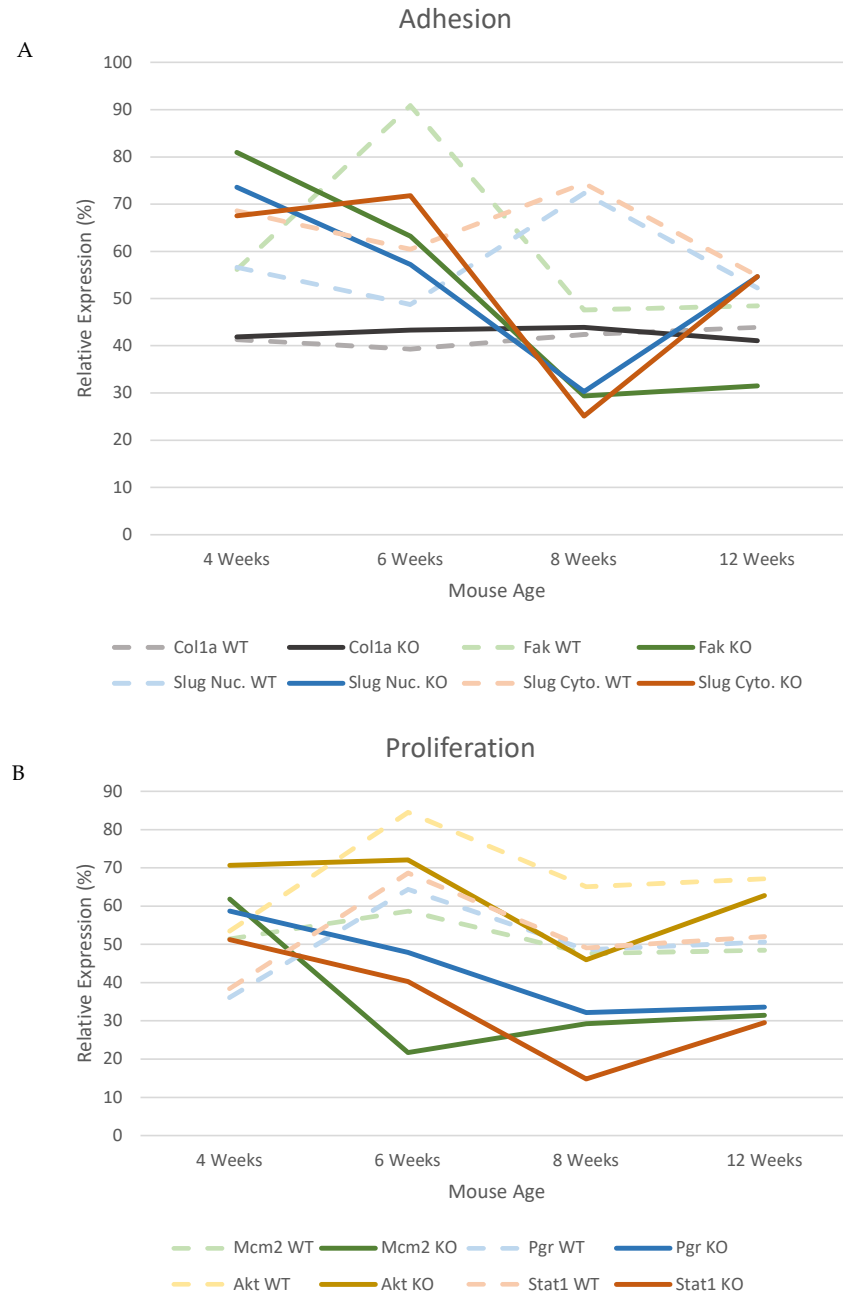 Adhesion
A
100
90
80
70
60
50
40
30
20
10
0
Relative Expression (%)
4 Weeks 6 Weeks 8 Weeks 12 Weeks
Mouse Age
Col1a WT Col1a KO Fak WT Fak KO
Slug Nuc. WT Slug Nuc. KO Slug Cyto. WT Slug Cyto. KO
Proliferation
B
90
80
70
60
50
40
30
20
10
0
Relative Expression (%)
4 Weeks 6 Weeks 8 Weeks 12 Weeks
Mouse Age
Mcm2 WT Mcm2 KO Pgr WT Pgr KO
Akt WT Akt KO Stat1 WT Stat1 KO